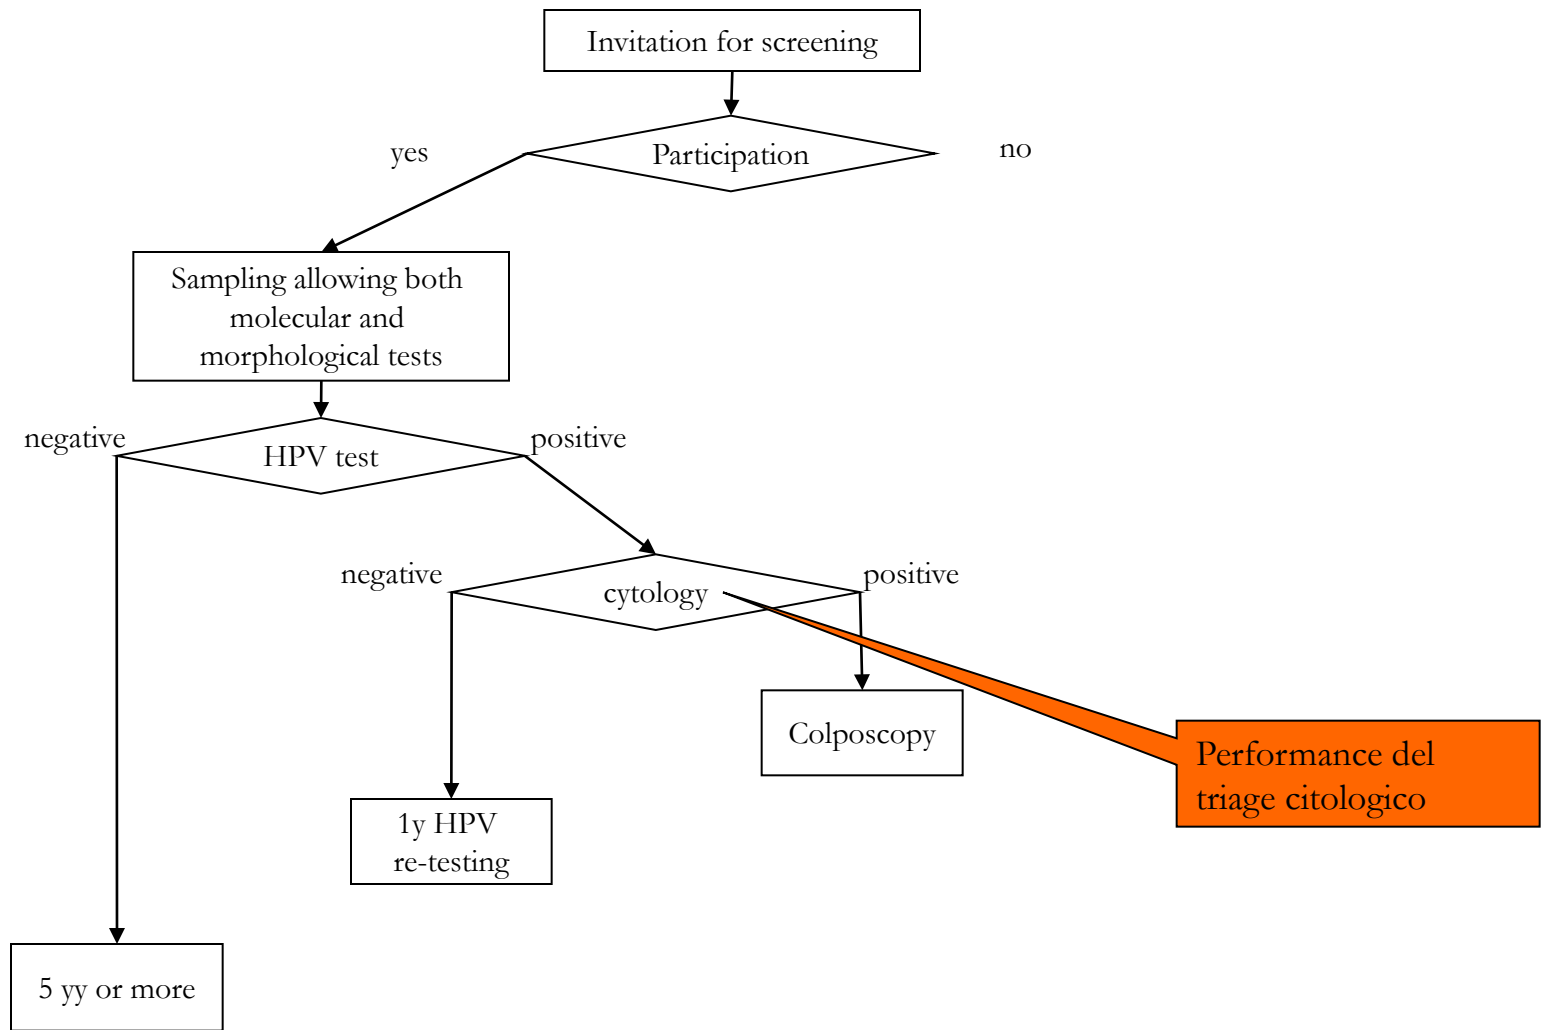 Invitation for screening
yes
Participation
no
Sampling allowing both
molecular and
morphological tests
negative
HPV test
positive
negative
cytology
positive
Colposcopy
Performance del
triage citologico
1y HPV
re-testing
5 yy or more